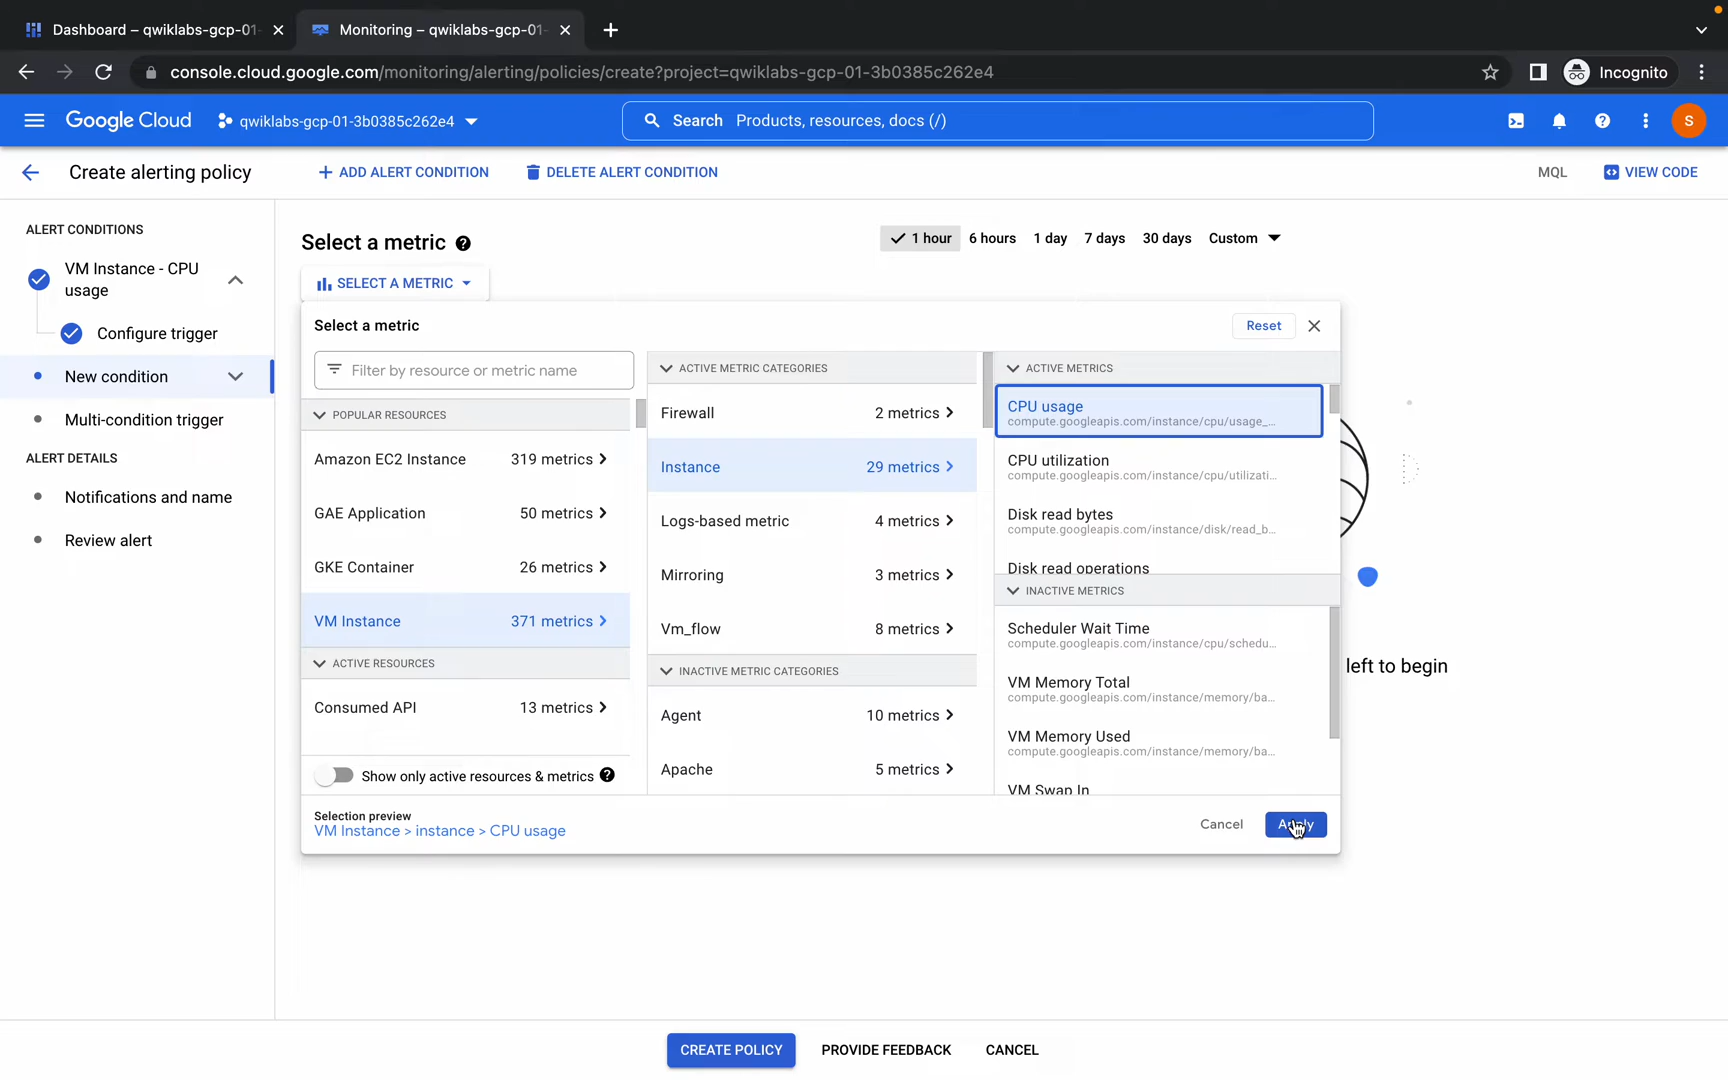 Dashboard – qwiklabs-gcp-01-
Monitoring – qwiklabs-gcp-01-
console.cloud.google.com/monitoring/alerting/policies/create?project=qwiklabs-gcp-01-3b0385c262e4
Incognito
Google Cloud
qwiklabs-gcp-01-3b0385c262e4
Search Products, resources, docs (/)
S
Create alerting policy
ADD ALERT CONDITION
DELETE ALERT CONDITION
MQL
VIEW CODE
ALERT CONDITIONS
VM Instance - CPU
usage
Configure trigger
New condition
Multi-condition trigger
ALERT DETAILS
Notifications and name
Review alert
Select a metric
1 hour 6 hours 1 day 7 days 30 days Custom
SELECT A METRIC
Select a metric
Reset
Filter by resource or metric name
POPULAR RESOURCES
Amazon EC2 Instance 319 metrics
GAE Application 50 metrics
GKE Container 26 metrics
VM Instance 371 metrics
ACTIVE RESOURCES
Consumed API 13 metrics
Show only active resources & metrics
ACTIVE METRIC CATEGORIES
Firewall 2 metrics
Instance 29 metrics
Logs-based metric 4 metrics
Mirroring 3 metrics
Vm_flow 8 metrics
INACTIVE METRIC CATEGORIES
Agent 10 metrics
Apache 5 metrics
ACTIVE METRICS
CPU usage
compute.googleapis.com/instance/cpu/usage_...
CPU utilization
compute.googleapis.com/instance/cpu/utilizati...
Disk read bytes
compute.googleapis.com/instance/disk/read_b...
Disk read operations
INACTIVE METRICS
Scheduler Wait Time
compute.googleapis.com/instance/cpu/schedu...
VM Memory Total
compute.googleapis.com/instance/memory/ba...
VM Memory Used
compute.googleapis.com/instance/memory/ba...
VM Swap In
left to begin
Selection preview
VM Instance > instance > CPU usage
Cancel
Apply
CREATE POLICY
PROVIDE FEEDBACK
CANCEL